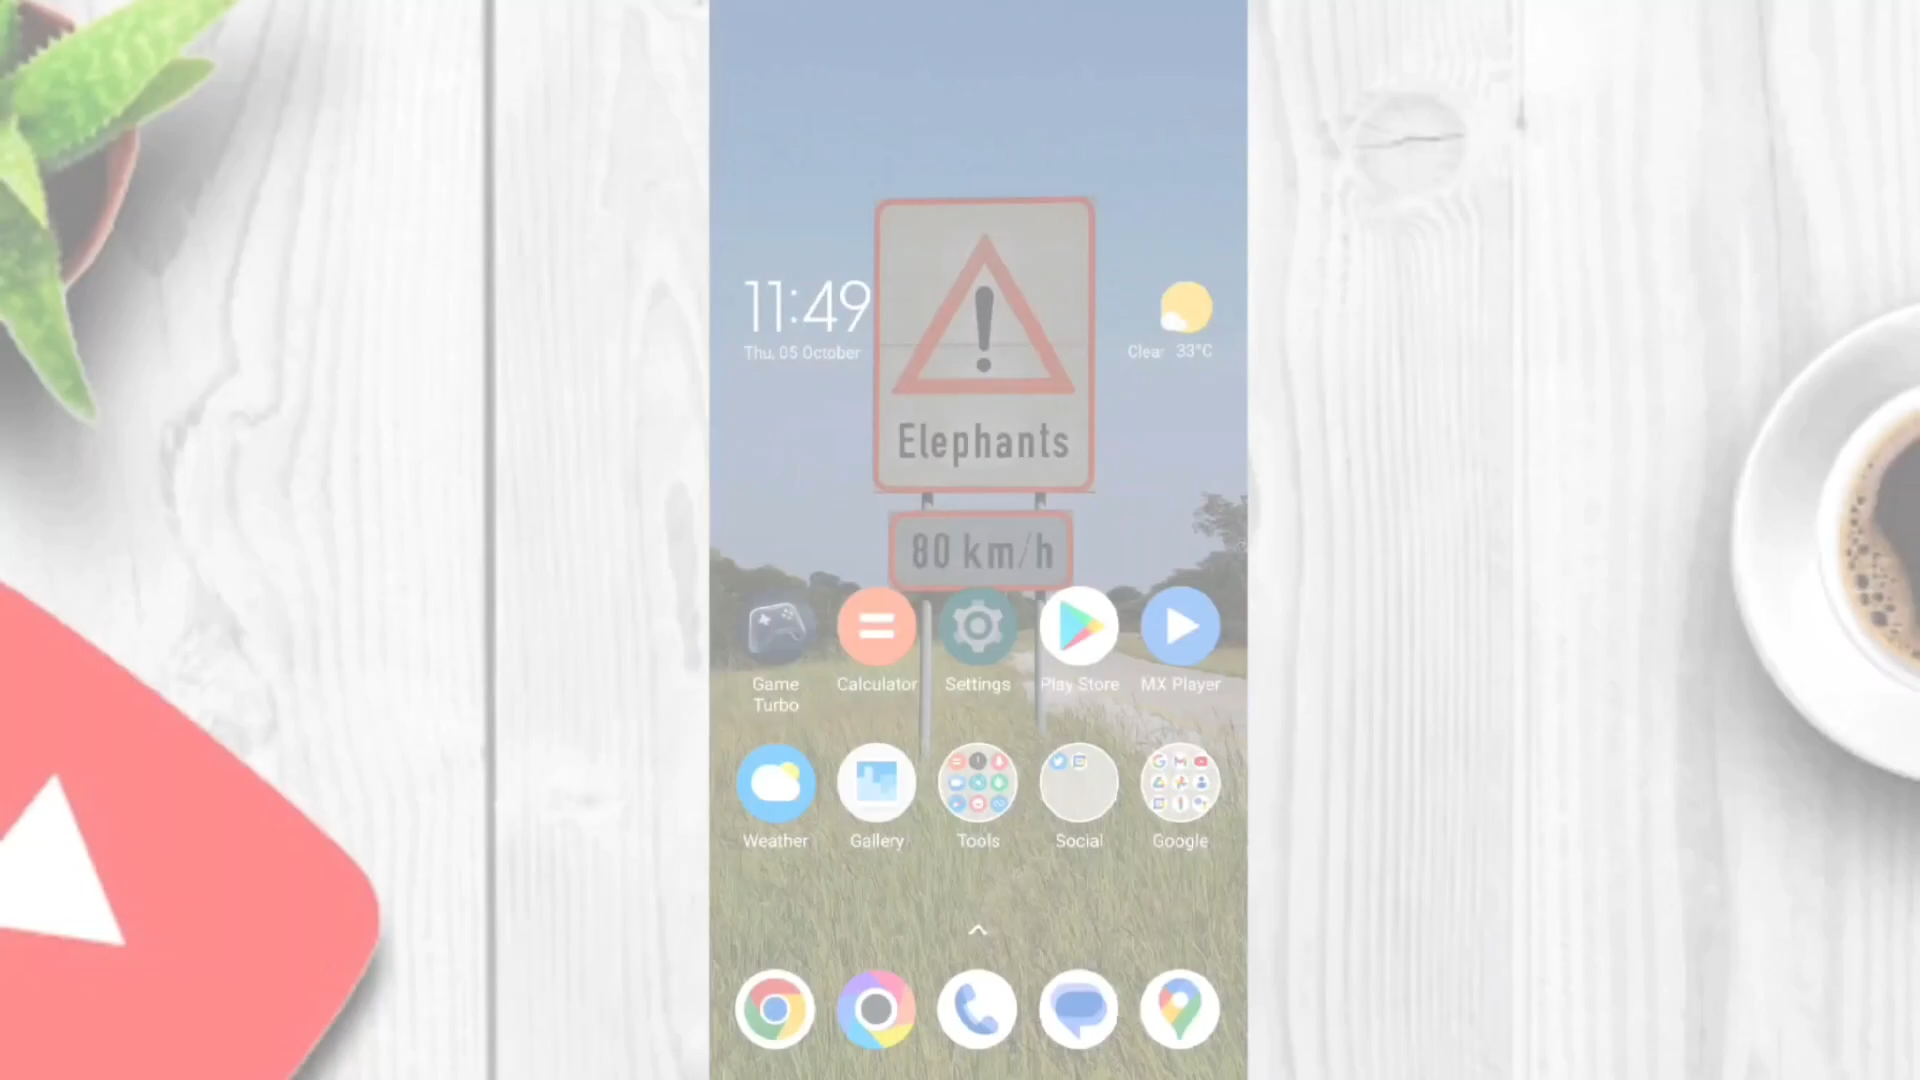 11:49
Thu, 05 October
Clear 33°C
Elephants
80 km/h
Game Turbo
Calculator
Settings
Play Store
MX Player
Weather
Gallery
Tools
Social
Google